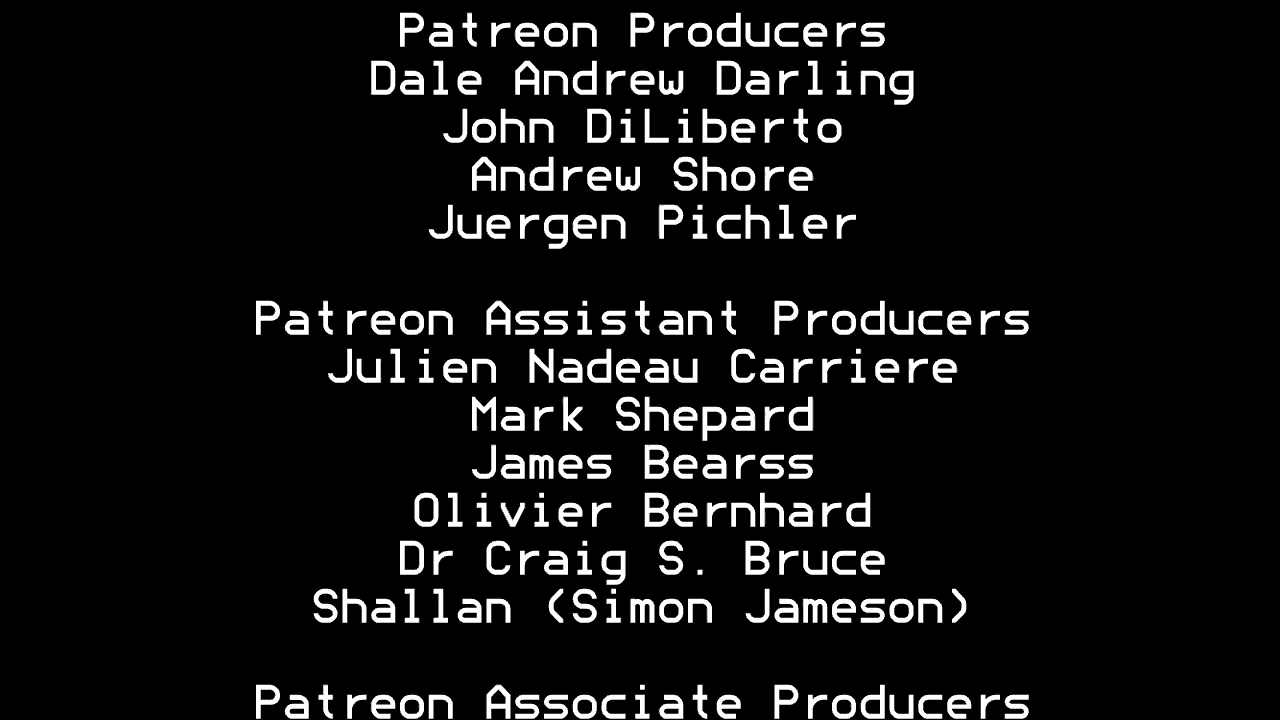 Patreon Producers
Dale Andrew Darling
John DiLiberto
Andrew Shore
Juergen Pichler
Patreon Assistant Producers
Julien Nadeau Carriere
Mark Shepard
James Bearss
Olivier Bernhard
Dr Craig S. Bruce
Shallan (Simon Jameson)
Patreon Associate Producers